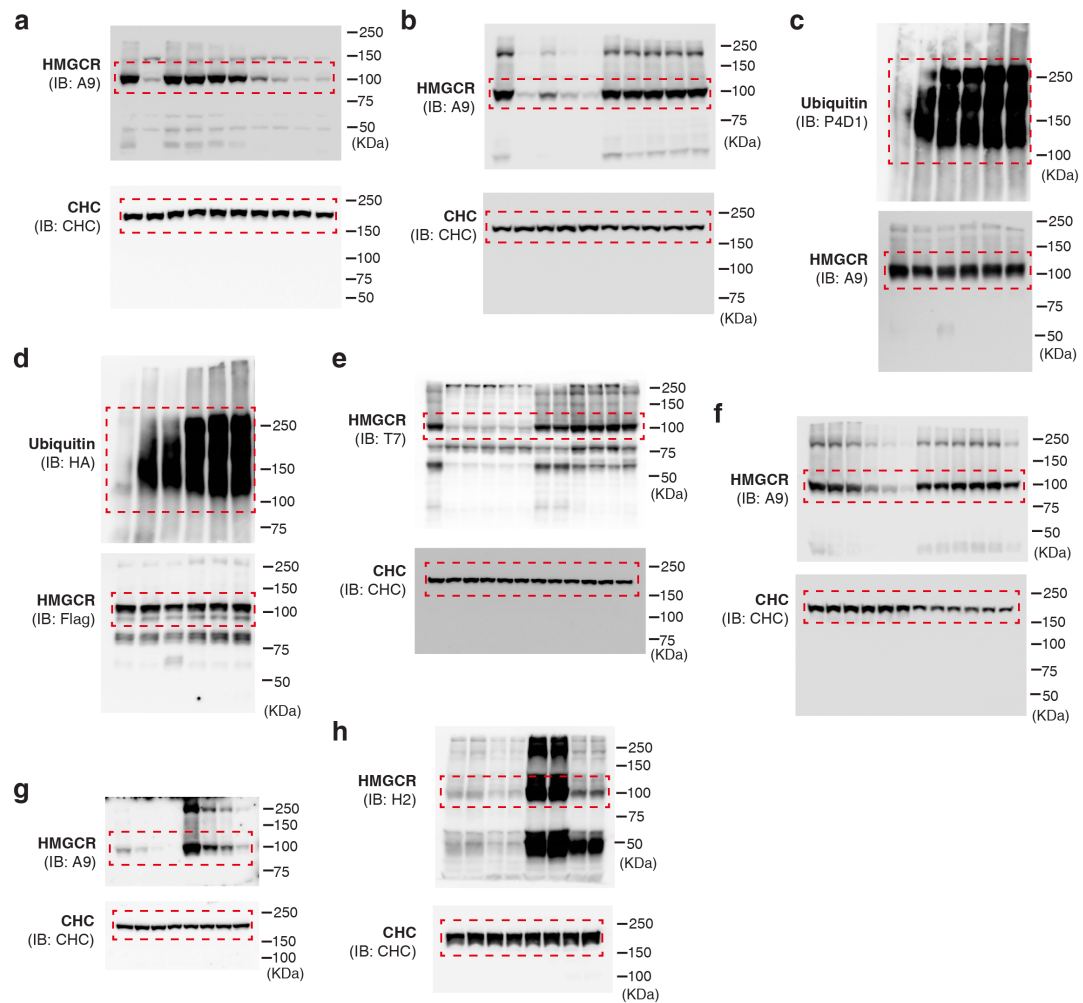 a
HMGCR
(IB: A9)
250
150
100
75
50
(KDa)
CHC
(IB: CHC)
250
150
100
75
50
b
HMGCR
(IB: A9)
250
150
100
75
(KDa)
CHC
(IB: CHC)
250
150
100
75
(KDa)
c
Ubiquitin
(IB: P4D1)
250
150
100
(KDa)
HMGCR
(IB: A9)
250
150
100
75
50
(KDa)
d
Ubiquitin
(IB: HA)
250
150
100
75
HMGCR
(IB: Flag)
250
150
100
50
(KDa)
e
HMGCR
(IB: T7)
250
150
100
75
50
(KDa)
CHC
(IB: CHC)
250
150
100
75
(KDa)
f
HMGCR
(IB: A9)
250
150
100
75
50
(KDa)
CHC
(IB: CHC)
250
150
100
75
50
(KDa)
g
HMGCR
(IB: A9)
250
150
100
75
CHC
(IB: CHC)
250
150
100
(KDa)
h
HMGCR
(IB: H2)
250
150
100
75
50
(KDa)
CHC
(IB: CHC)
250
150
100
(KDa)